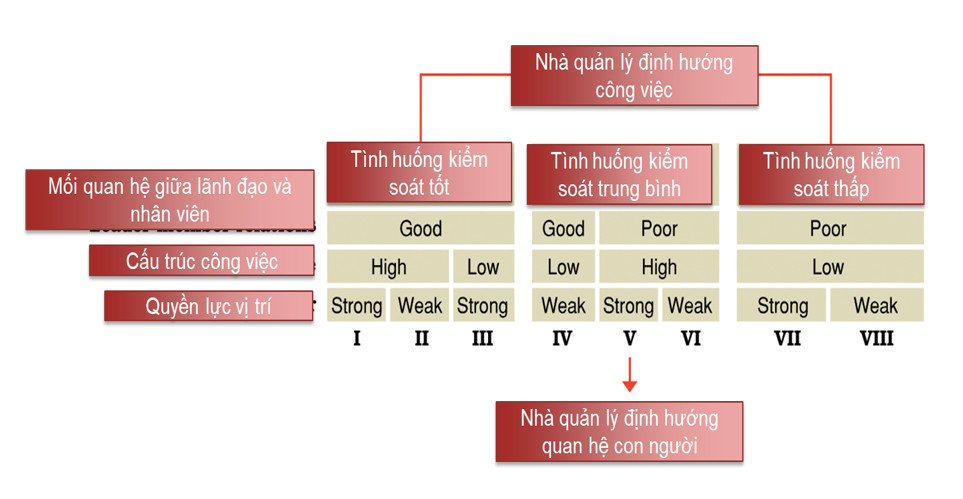 Nhà quản lý định hướng
công việc
Tình huống kiểm
soát tốt
Tình huống kiểm
soát trung bình
Tình huống kiểm
soát thấp
Mối quan hệ giữa lãnh đạo và
nhân viên
Good Good Poor Poor
Cấu trúc công việc
High Low Low High Low
Quyền lực vị trí
Strong Weak Strong Weak Strong Weak Strong Weak
I II III IV V VI VII VIII
Nhà quản lý định hướng
quan hệ con người